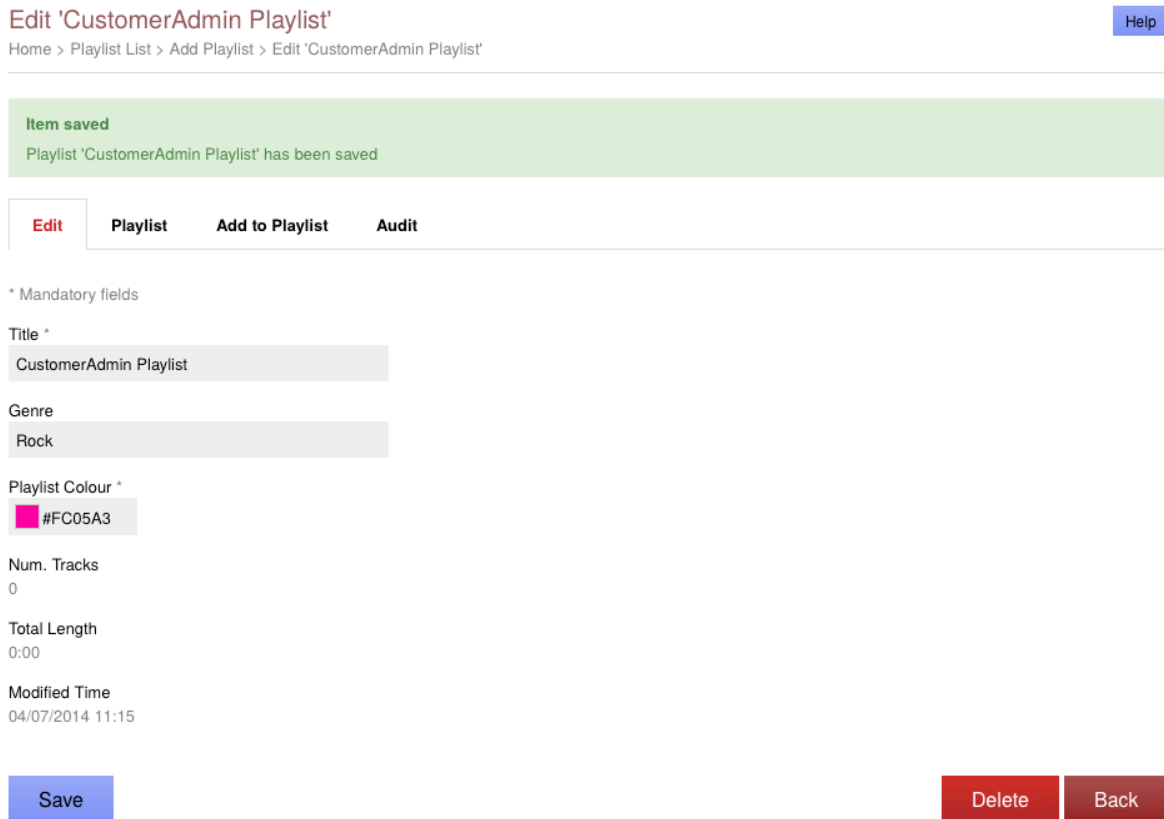 Edit 'CustomerAdmin Playlist'
Help
Home > Playlist List > Add Playlist > Edit 'CustomerAdmin Playlist'
Item saved
Playlist 'CustomerAdmin Playlist' has been saved
Edit Playlist Add to Playlist Audit
* Mandatory fields
Title *
CustomerAdmin Playlist
Genre
Rock
Playlist Colour *
#FC05A3
Num. Tracks
0
Total Length
0:00
Modified Time
04/07/2014 11:15
Save Delete Back